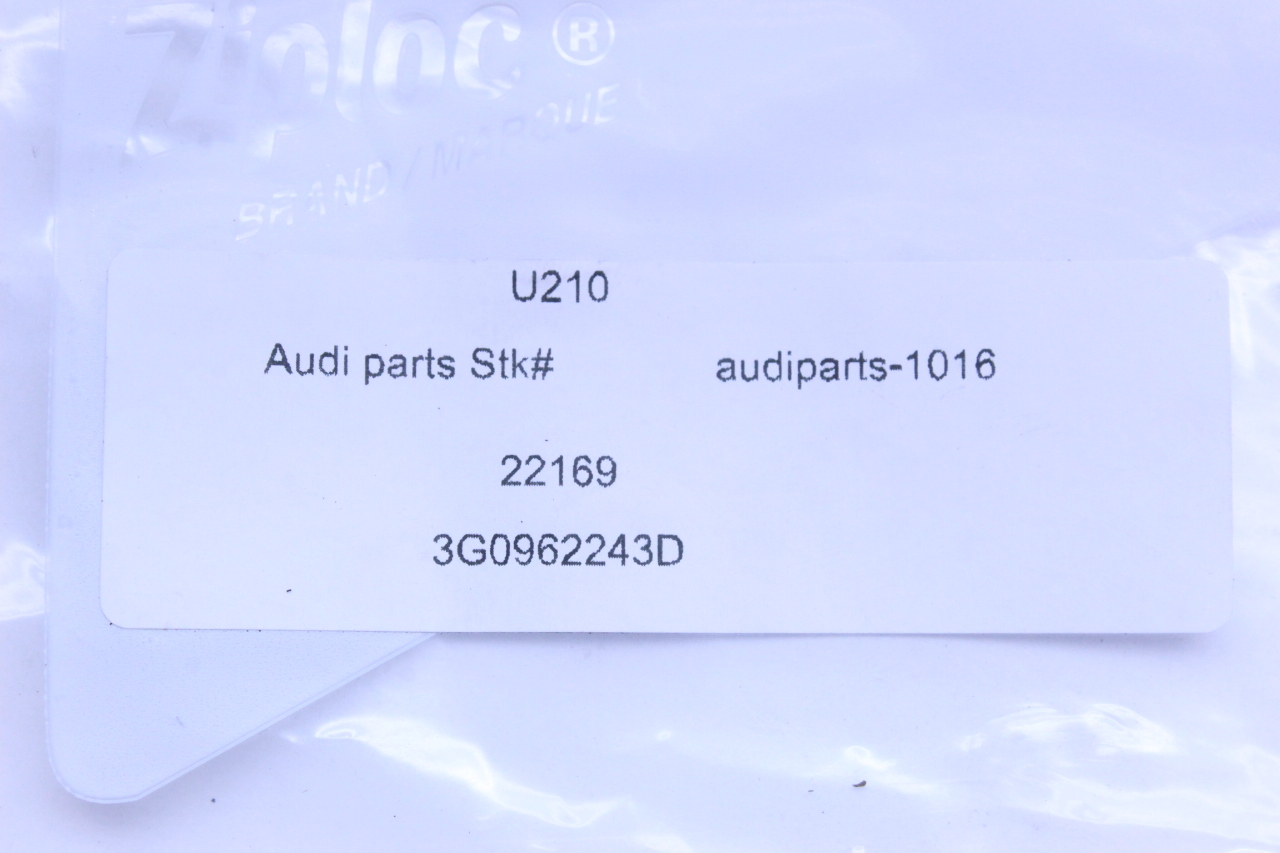 Ziploc®
BRAND / MARQUE
U210
Audi parts Stk# audiparts-1016
22169
3G0962243D